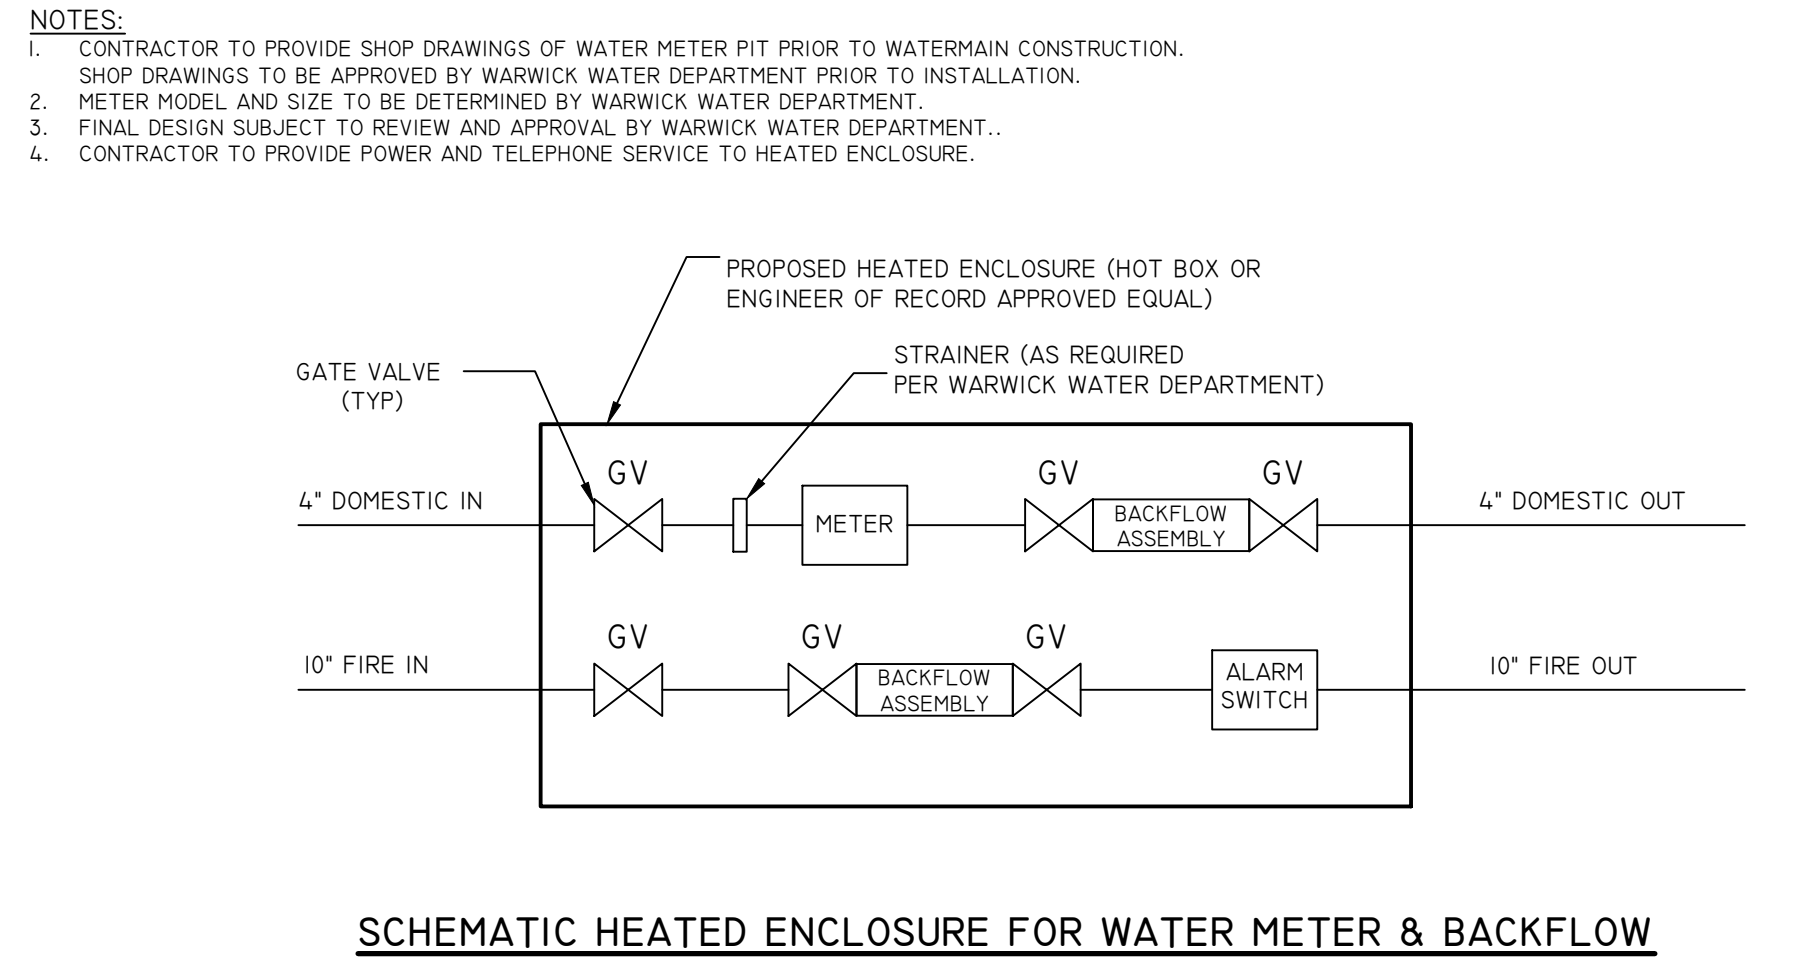 NOTES:
1. CONTRACTOR TO PROVIDE SHOP DRAWINGS OF WATER METER PIT PRIOR TO WATERMAIN CONSTRUCTION.
SHOP DRAWINGS TO BE APPROVED BY WARWICK WATER DEPARTMENT PRIOR TO INSTALLATION.
2. METER MODEL AND SIZE TO BE DETERMINED BY WARWICK WATER DEPARTMENT.
3. FINAL DESIGN SUBJECT TO REVIEW AND APPROVAL BY WARWICK WATER DEPARTMENT..
4. CONTRACTOR TO PROVIDE POWER AND TELEPHONE SERVICE TO HEATED ENCLOSURE.
PROPOSED HEATED ENCLOSURE (HOT BOX OR
ENGINEER OF RECORD APPROVED EQUAL)
STRAINER (AS REQUIRED
PER WARWICK WATER DEPARTMENT)
GATE VALVE
(TYP)
GV GV GV
4" DOMESTIC IN
METER
BACKFLOW
ASSEMBLY
4" DOMESTIC OUT
GV GV GV
10" FIRE IN
BACKFLOW
ASSEMBLY
ALARM
SWITCH
10" FIRE OUT
SCHEMATIC HEATED ENCLOSURE FOR WATER METER & BACKFLOW